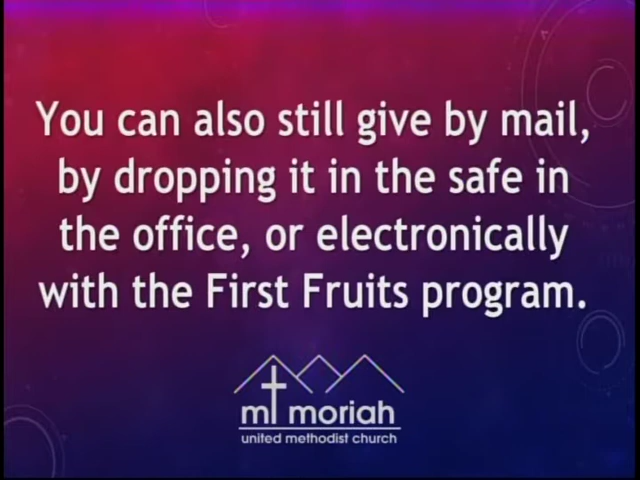 You can also still give by mail,
by dropping it in the safe in
the office, or electronically
with the First Fruits program.
mt moriah
united methodist church